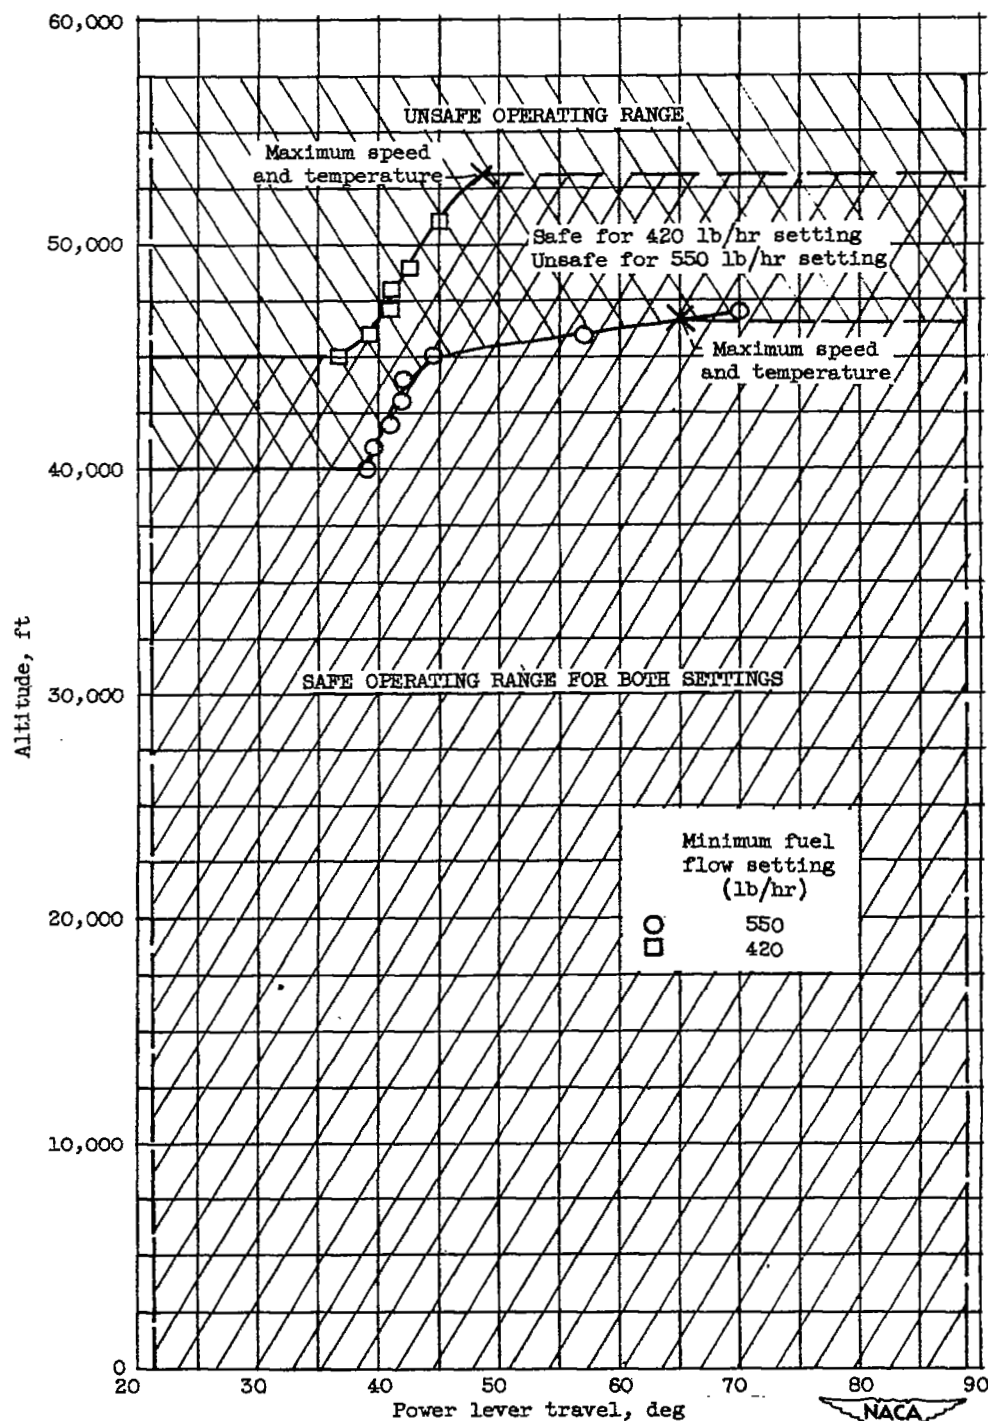 60,000
UNSAFE OPERATING RANGE
Maximum speed
and temperature
50,000
Safe for 420 lb/hr setting
Unsafe for 550 lb/hr setting
Maximum speed
and temperature
40,000
Altitude, ft
SAFE OPERATING RANGE FOR BOTH SETTINGS
30,000
Minimum fuel
flow setting
(lb/hr)
550
420
20,000
10,000
0
20 30 40 50 60 70 80 90
Power lever travel, deg
NACA